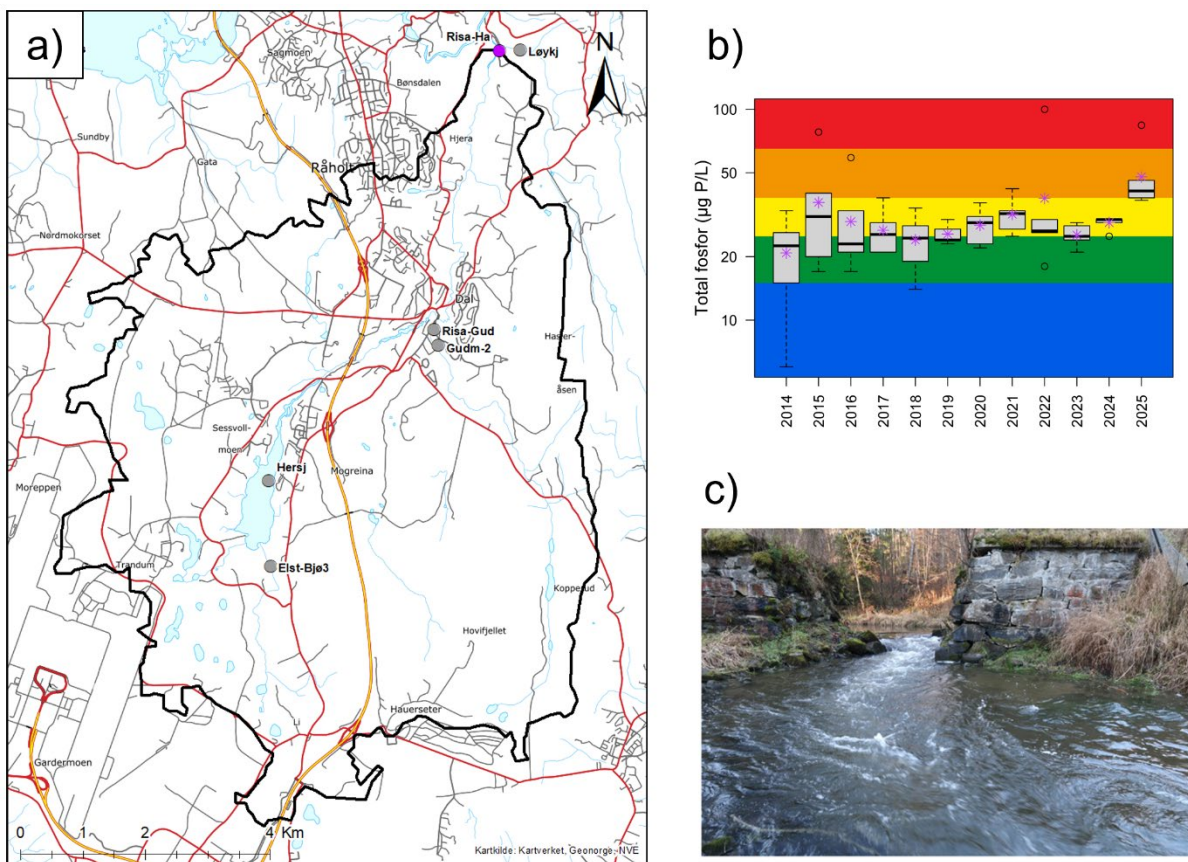 a)
Risa-Ha
Løykj
N
Sagmoen
Bønsdalen
Sundby
Hjera
Gata
Råholt
Nordmokorset
Dal
Risa-Gud
Gudm-2
Hasler-
åsen
Sessvoll-
moen
Hersj
Mogreina
Moreppen
Trandum
Elst-Bjø3
Kopperud
Hovifjellet
Hauerseter
Gardermoen
0 1 2 4 Km
Kartkilde: Kartverket, Geonorge, NVE
b)
Total fosfor (µg P/L)
100
50
20
10
2014 2015 2016 2017 2018 2019 2020 2021 2022 2023 2024 2025
c)